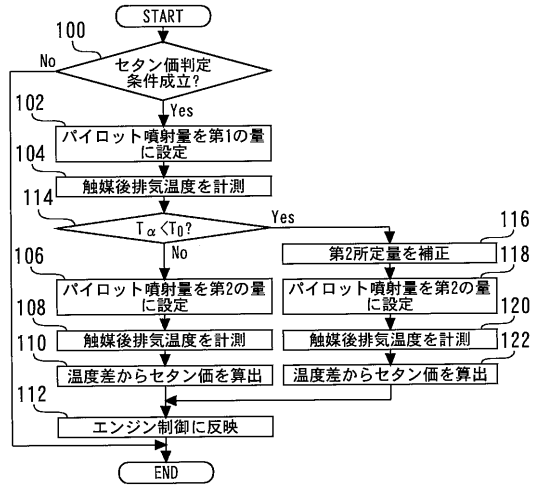 START
100
セタン価判定
条件成立?
No
Yes
102
パイロット噴射量を第1の量
に設定
104
触媒後排気温度を計測
114
Tα<T0?
Yes
No
116
第2所定量を補正
106
パイロット噴射量を第2の量
に設定
118
パイロット噴射量を第2の量
に設定
108
触媒後排気温度を計測
120
触媒後排気温度を計測
110
温度差からセタン価を算出
122
温度差からセタン価を算出
112
エンジン制御に反映
END